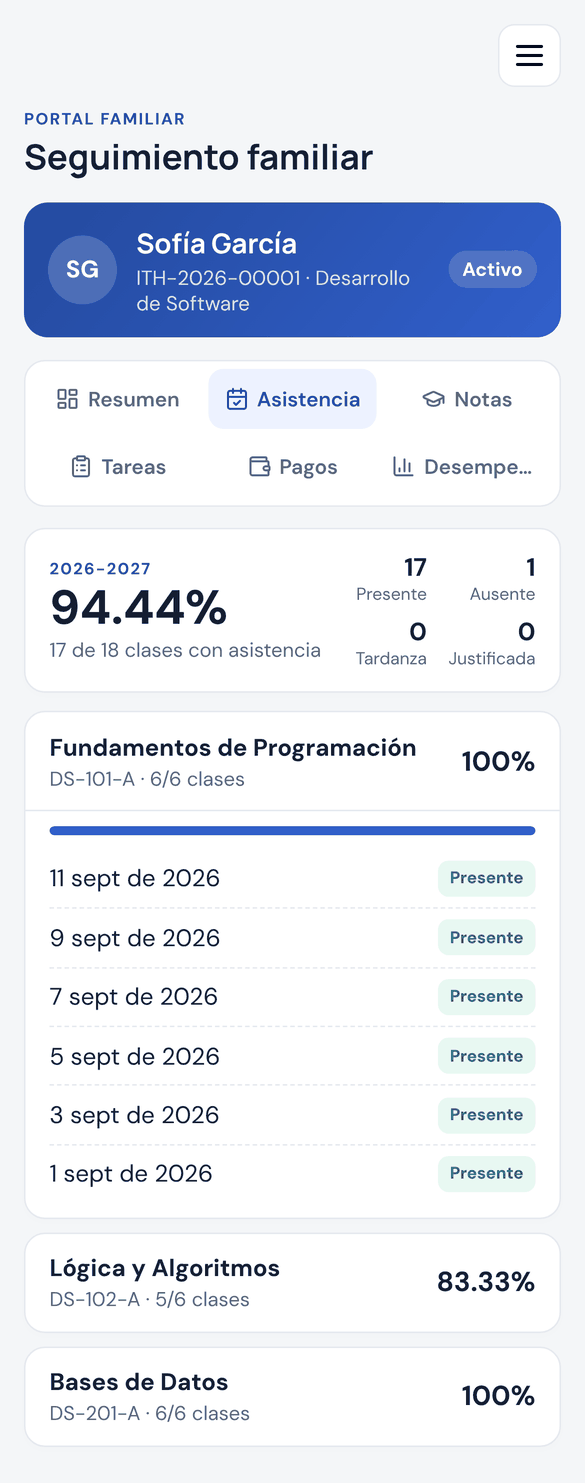 PORTAL FAMILIAR
Seguimiento familiar
SG
Sofía García
ITH-2026-00001 · Desarrollo
de Software
Activo
Resumen
Asistencia
Notas
Tareas
Pagos
Desempe...
2026-2027
94.44%
17 de 18 clases con asistencia
17
Presente
1
Ausente
0
Tardanza
0
Justificada
Fundamentos de Programación
DS-101-A · 6/6 clases
100%
11 sept de 2026 Presente
9 sept de 2026 Presente
7 sept de 2026 Presente
5 sept de 2026 Presente
3 sept de 2026 Presente
1 sept de 2026 Presente
Lógica y Algoritmos
DS-102-A · 5/6 clases
83.33%
Bases de Datos
DS-201-A · 6/6 clases
100%